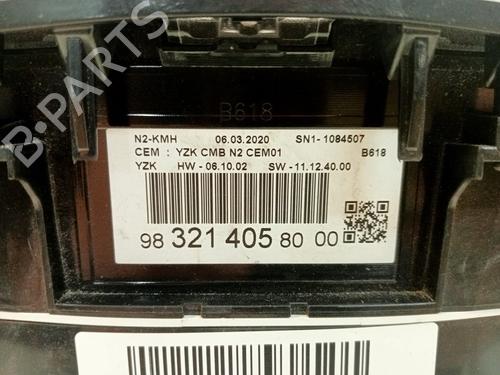 B618
N2-KMH 06.03.2020 SN1- 1084507
CEM : YZK CMB N2 CEM01 B618
YZK HW - 06.10.02 SW - 11.12.40.00
98 321 405 80 00
B-PARTS